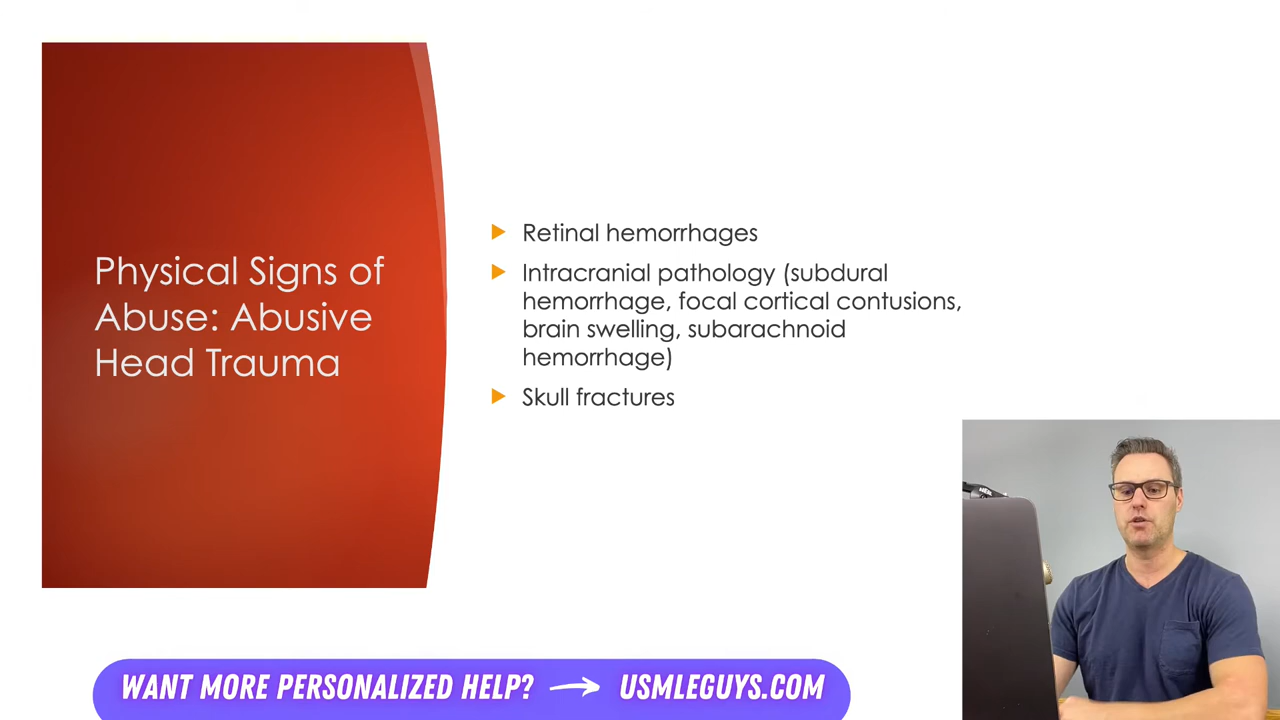 Physical Signs of
Abuse: Abusive
Head Trauma
Retinal hemorrhages
Intracranial pathology (subdural
hemorrhage, focal cortical contusions,
brain swelling, subarachnoid
hemorrhage)
Skull fractures
WANT MORE PERSONALIZED HELP? → USMLEGUYS.COM